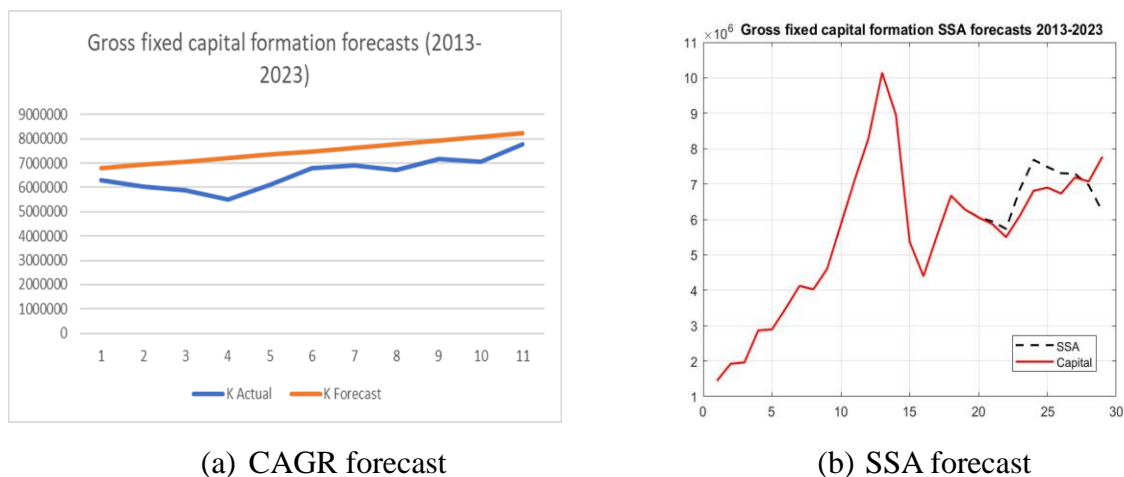 Gross fixed capital formation forecasts (2013-
2023)
9000000
8000000
7000000
6000000
5000000
4000000
3000000
2000000
1000000
0
1 2 3 4 5 6 7 8 9 10 11
K Actual K Forecast
(a) CAGR forecast
×10⁶ Gross fixed capital formation SSA forecasts 2013-2023
11
10
9
8
7
6
5
4
3
2
1
0 5 10 15 20 25 30
SSA
Capital
(b) SSA forecast